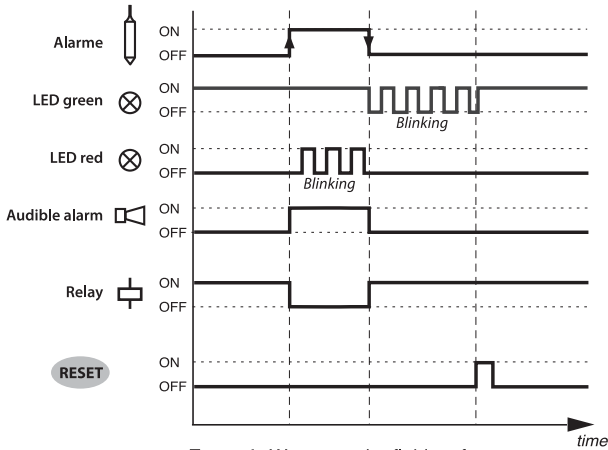 Alarme
ON
OFF
LED green
ON
OFF
Blinking
LED red
ON
OFF
Blinking
Audible alarm
ON
OFF
Relay
ON
OFF
RESET
ON
OFF
time